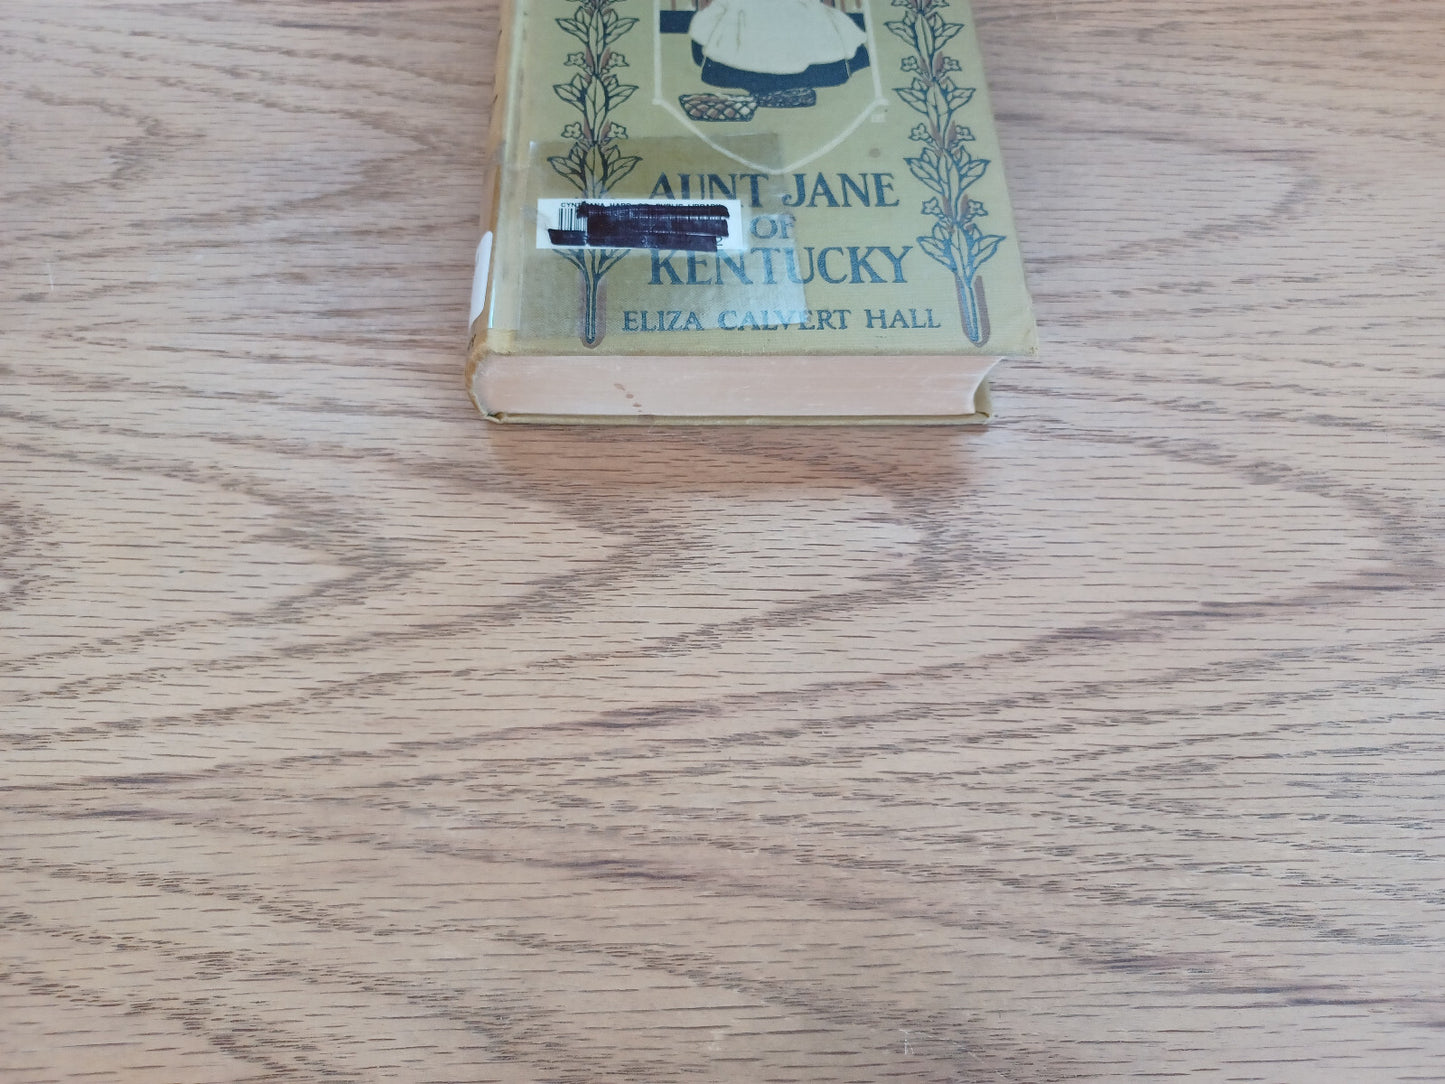 AUNT JANE
OF
KENTUCKY
ELIZA CALVERT HALL